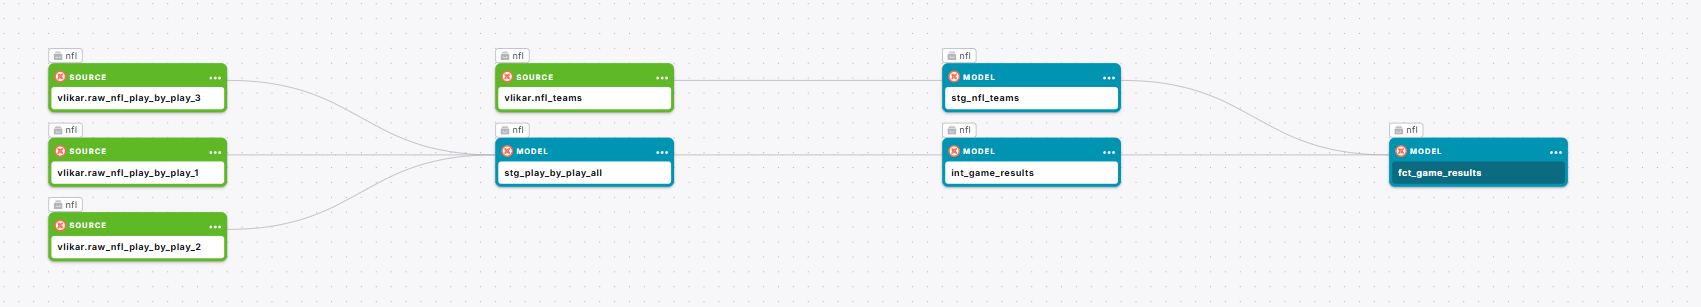 nfl
SOURCE
vlikar.raw_nfl_play_by_play_3
nfl
SOURCE
vlikar.raw_nfl_play_by_play_1
nfl
SOURCE
vlikar.raw_nfl_play_by_play_2
nfl
SOURCE
vlikar.nfl_teams
nfl
MODEL
stg_play_by_play_all
nfl
MODEL
stg_nfl_teams
nfl
MODEL
int_game_results
nfl
MODEL
fct_game_results